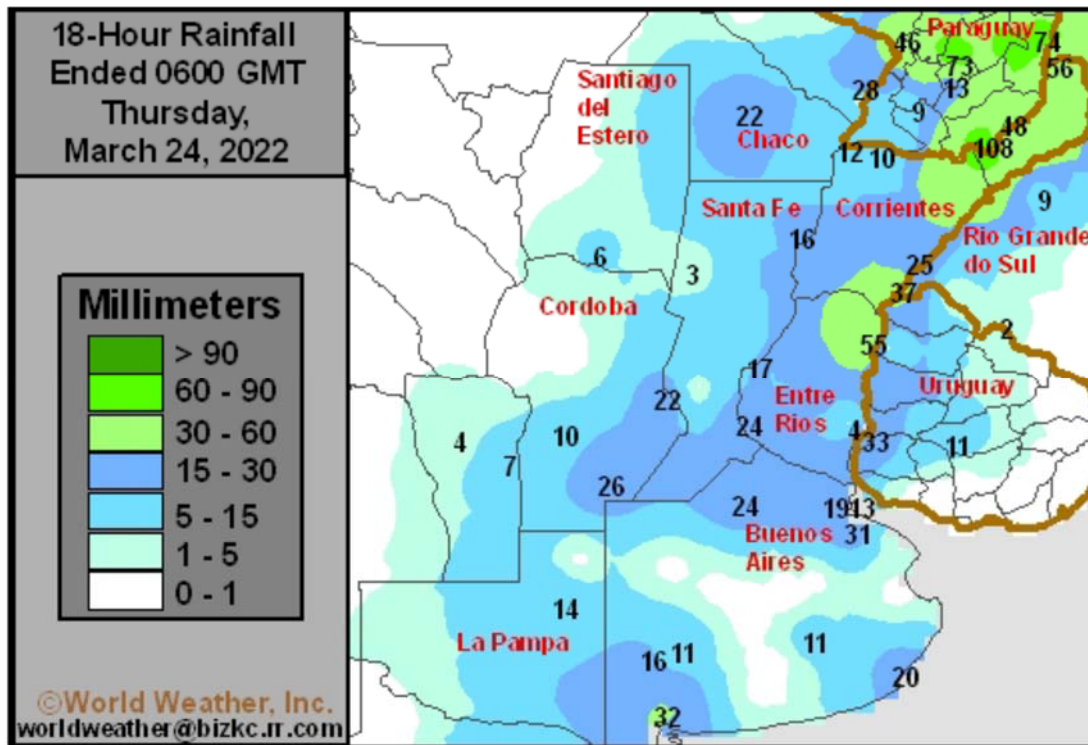 18-Hour Rainfall
Ended 0600 GMT
Thursday,
March 24, 2022
Millimeters
> 90
60 - 90
30 - 60
15 - 30
5 - 15
1 - 5
0 - 1
©World Weather, Inc.
worldweather@bizkc.rr.com
Paraguay
46
74
73
56
Santiago
del
Estero
28
13
22
9
Chaco
48
12
10
108
Santa Fe
Corrientes
9
16
Rio Grande
do Sul
6
3
25
Cordoba
37
2
55
17
Uruguay
22
Entre
Rios
24
4
10
4
33
11
7
26
24
19
13
Buenos
Aires
31
14
La Pampa
16
11
11
20
32